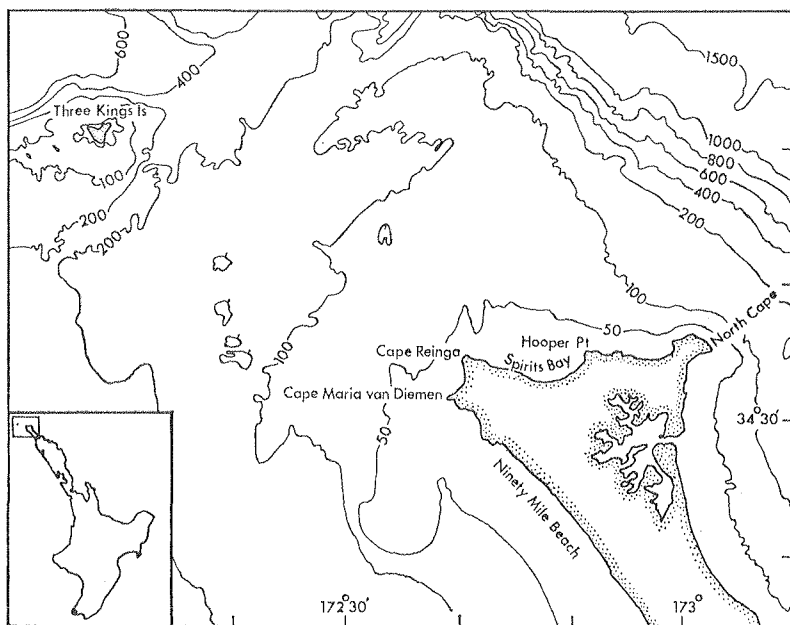 600
400
Three Kings Is
100
200
200
1500
1000
800
600
400
200
100
50
North Cape
Hooper Pt
Spirits Bay
Cape Reinga
Cape Maria van Diemen
100
50
34°30'
Ninety Mile Beach
172°30'
173°